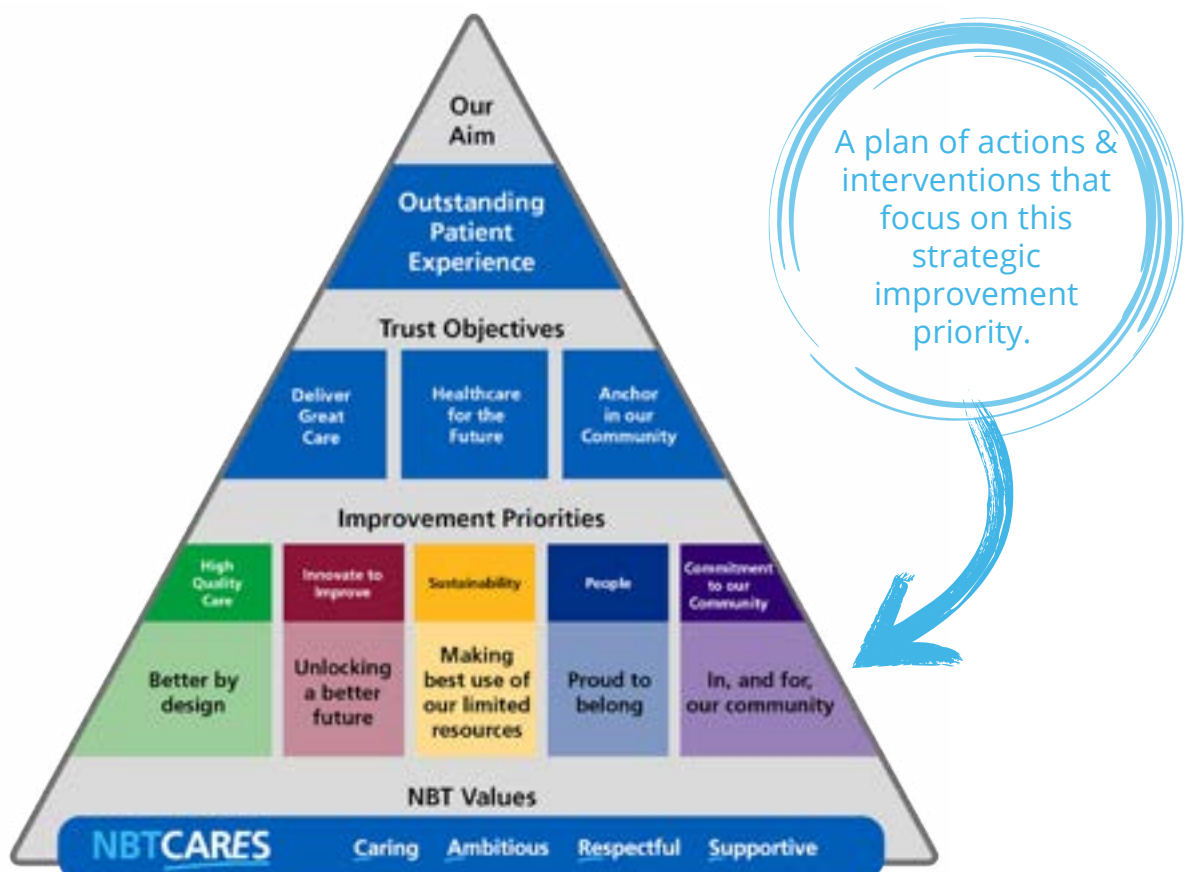 Our
Aim
Outstanding
Patient
Experience
Trust Objectives
Deliver
Great
Care
Healthcare
for the
Future
Anchor
in our
Community
Improvement Priorities
High
Quality
Care
Innovate to
Improve
Sustainability
People
Commitment
to our
Community
Better by
design
Unlocking
a better
future
Making
best use of
our limited
resources
Proud to
belong
In, and for,
our community
NBT Values
NBTCARES
Caring Ambitious Respectful Supportive
A plan of actions &
interventions that
focus on this
strategic
improvement
priority.